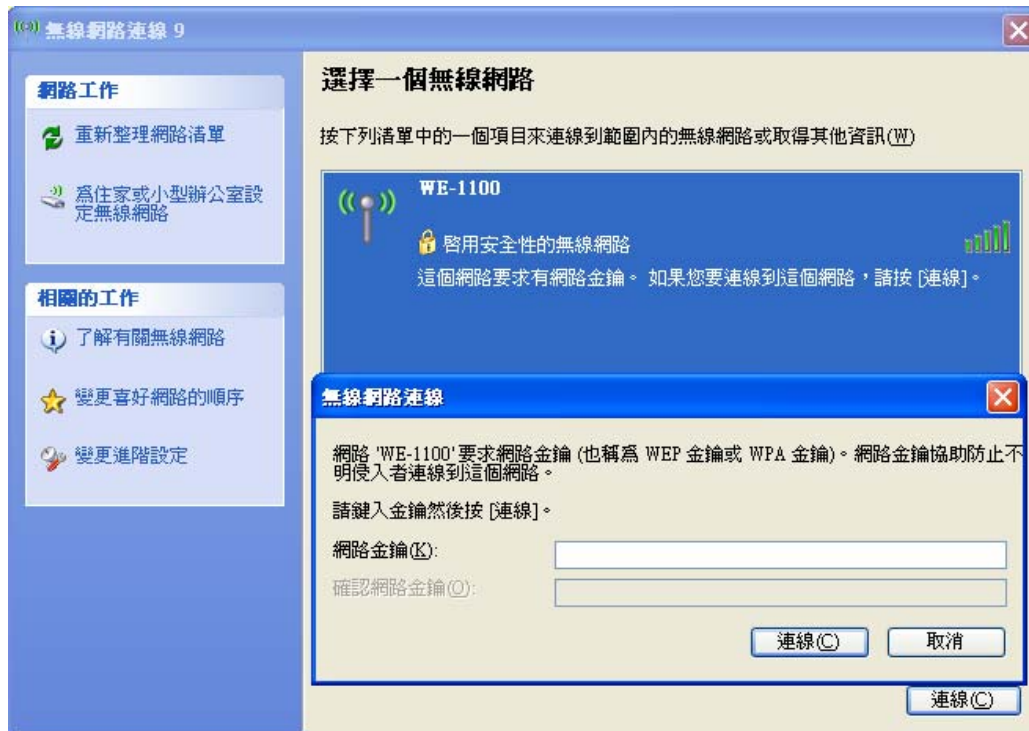 無線網路連線 9
網路工作
重新整理網路清單
為住家或小型辦公室設
定無線網路
相關的工作
了解有關無線網路
變更喜好網路的順序
變更進階設定
選擇一個無線網路
按下列清單中的一個項目來連線到範圍內的無線網路或取得其他資訊(W)
WE-1100
啟用安全性的無線網路
這個網路要求有網路金鑰。如果您要連線到這個網路，請按 [連線]。
無線網路連線
網路 'WE-1100' 要求網路金鑰 (也稱為 WEP 金鑰或 WPA 金鑰)。網路金鑰協助防止不
明侵入者連線到這個網路。
請鍵入金鑰然後按 [連線]。
網路金鑰(K):
確認網路金鑰(O):
連線(C)
取消
連線(C)